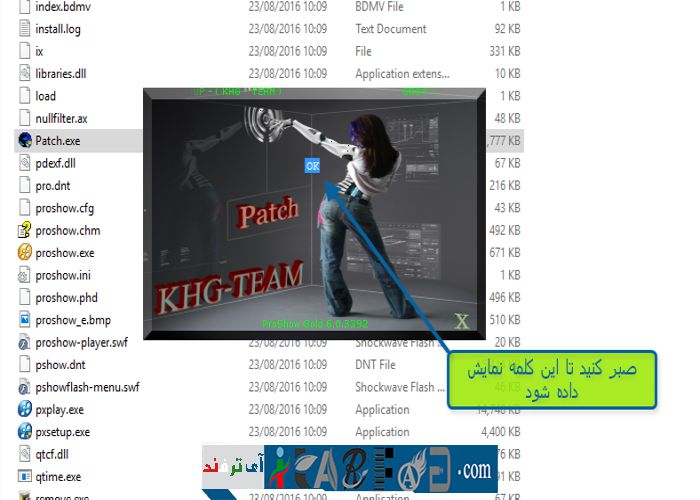 index.bdmv 23/08/2016 10:09 BDMV File 1 KB
install.log 23/08/2016 10:09 Text Document 92 KB
ix 23/08/2016 10:09 File 331 KB
libraries.dll 23/08/2016 10:09 Application extens... 10 KB
load 1 KB
nullfilter.ax 48 KB
Patch.exe ,777 KB
pdexf.dll 67 KB
pro.dnt 216 KB
proshow.cfg 43 KB
proshow.chm 492 KB
proshow.exe 671 KB
proshow.ini 1 KB
proshow.phd 496 KB
proshow_e.bmp 510 KB
proshow-player.swf 23/08/2016 10:09 Shockwave Flash ... 20 KB
pshow.dnt 23/08/2016 10:09 DNT File
pshowflash-menu.swf 23/08/2016 10:09 Shockwave Flash
pxplay.exe 23/08/2016 10:09 Application
pxsetup.exe 23/08/2016 10:09 Application 4,400 KB
qtcf.dll
qtime.exe
OK
Patch
KHG-TEAM
ProShow Gold 6.0.3392
X
صبر کنید تا این کلمه نمایش
داده شود
آی ترفند
.com